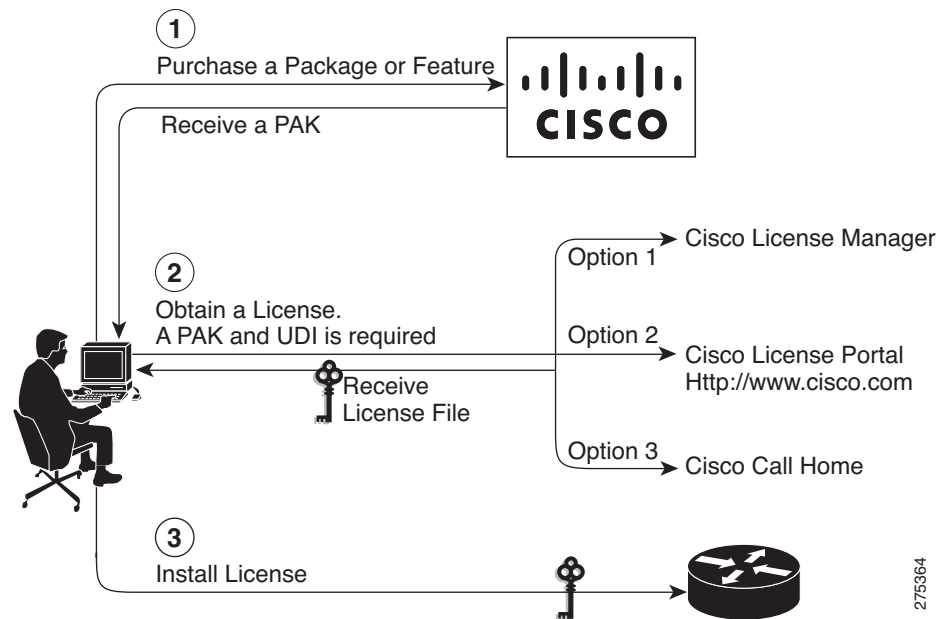 1
Purchase a Package or Feature
CISCO
Receive a PAK
Option 1
Cisco License Manager
2
Obtain a License.
A PAK and UDI is required
Option 2
Cisco License Portal
Http://www.cisco.com
Receive
License File
Option 3
Cisco Call Home
3
Install License
275364